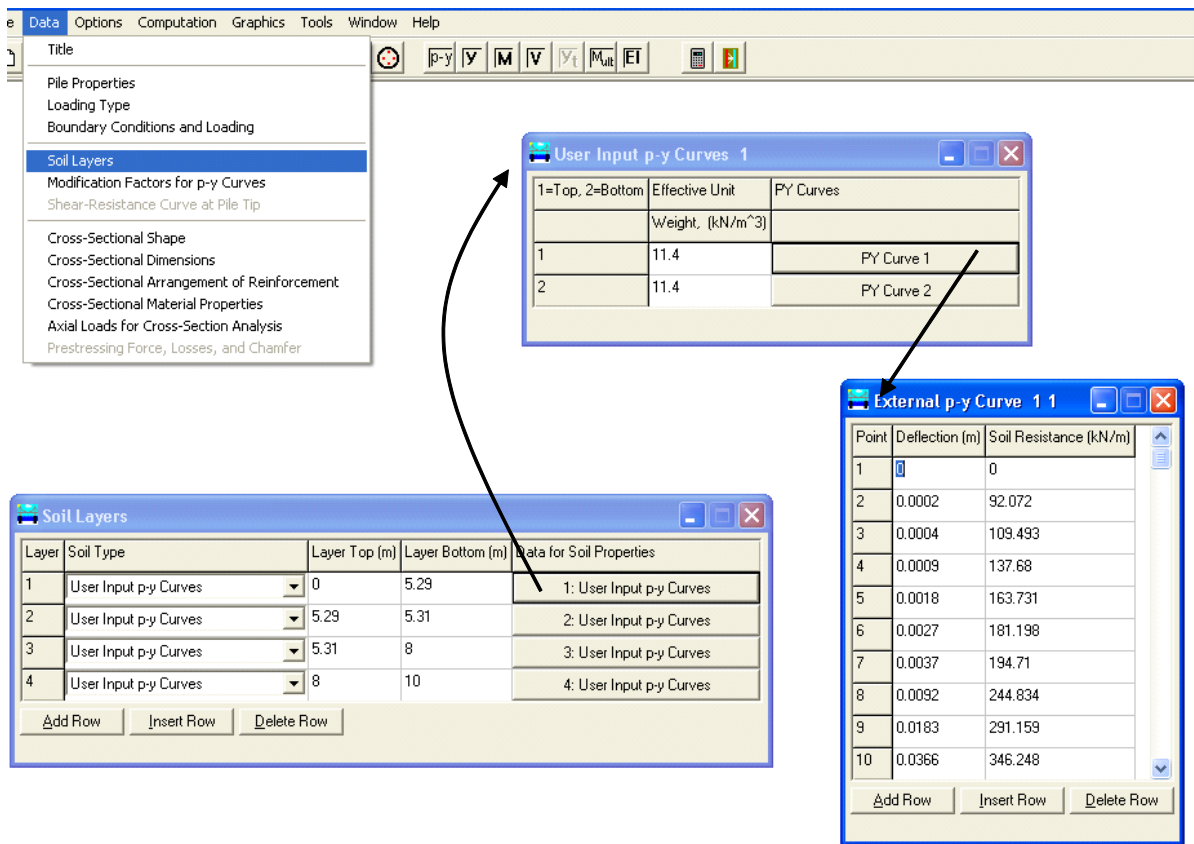 e Data Options Computation Graphics Tools Window Help
p-y y M V yt Mult EI
Title
Pile Properties
Loading Type
Boundary Conditions and Loading
Soil Layers
Modification Factors for p-y Curves
Shear-Resistance Curve at Pile Tip
Cross-Sectional Shape
Cross-Sectional Dimensions
Cross-Sectional Arrangement of Reinforcement
Cross-Sectional Material Properties
Axial Loads for Cross-Section Analysis
Prestressing Force, Losses, and Chamfer
User Input p-y Curves 1
1=Top, 2=Bottom Effective Unit PY Curves
Weight, (kN/m^3)
1 11.4 PY Curve 1
2 11.4 PY Curve 2
External p-y Curve 1 1
Point Deflection (m) Soil Resistance (kN/m)
1 0 0
2 0.0002 92.072
3 0.0004 109.493
4 0.0009 137.68
5 0.0018 163.731
6 0.0027 181.198
7 0.0037 194.71
8 0.0092 244.834
9 0.0183 291.159
10 0.0366 346.248
Add Row Insert Row Delete Row
Soil Layers
Layer Soil Type Layer Top (m) Layer Bottom (m) Data for Soil Properties
1 User Input p-y Curves 0 5.29 1: User Input p-y Curves
2 User Input p-y Curves 5.29 5.31 2: User Input p-y Curves
3 User Input p-y Curves 5.31 8 3: User Input p-y Curves
4 User Input p-y Curves 8 10 4: User Input p-y Curves
Add Row Insert Row Delete Row